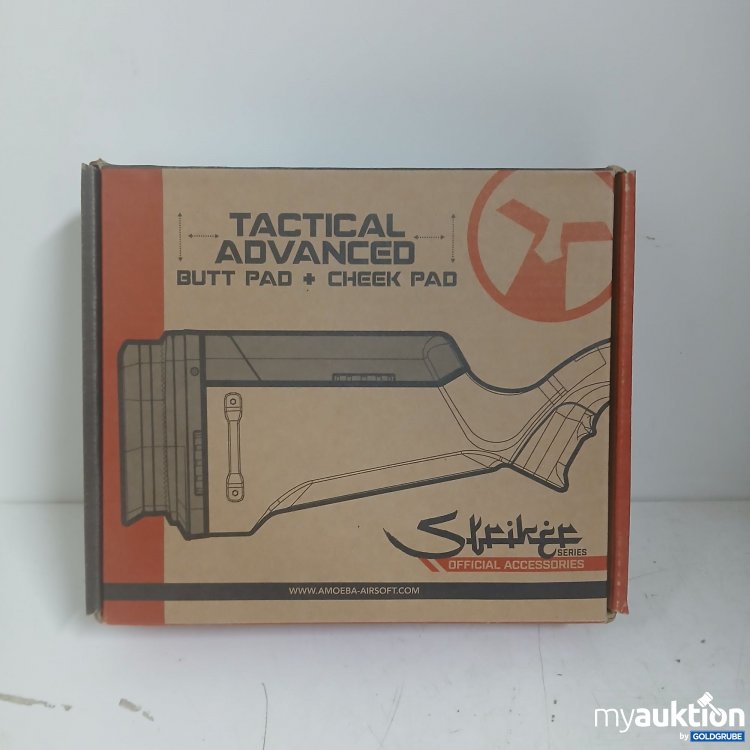 TACTICAL
ADVANCED
BUTT PAD + CHEEK PAD
Striker
SERIES
OFFICIAL ACCESSORIES
WWW.AMOEBA-AIRSOFT.COM
myauktion
by GOLDGRUBE